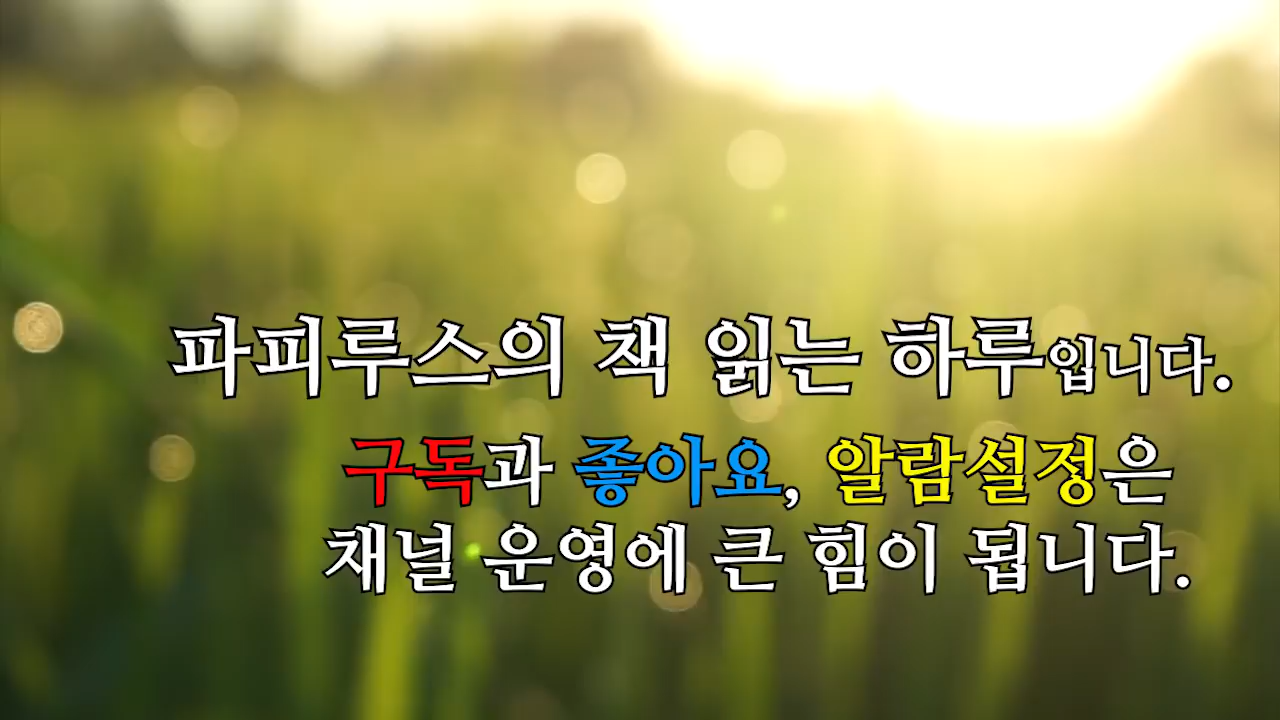 파피루스의 책 읽는 하루입니다.
구독과 좋아요, 알람설정은
채널 운영에 큰 힘이 됩니다.